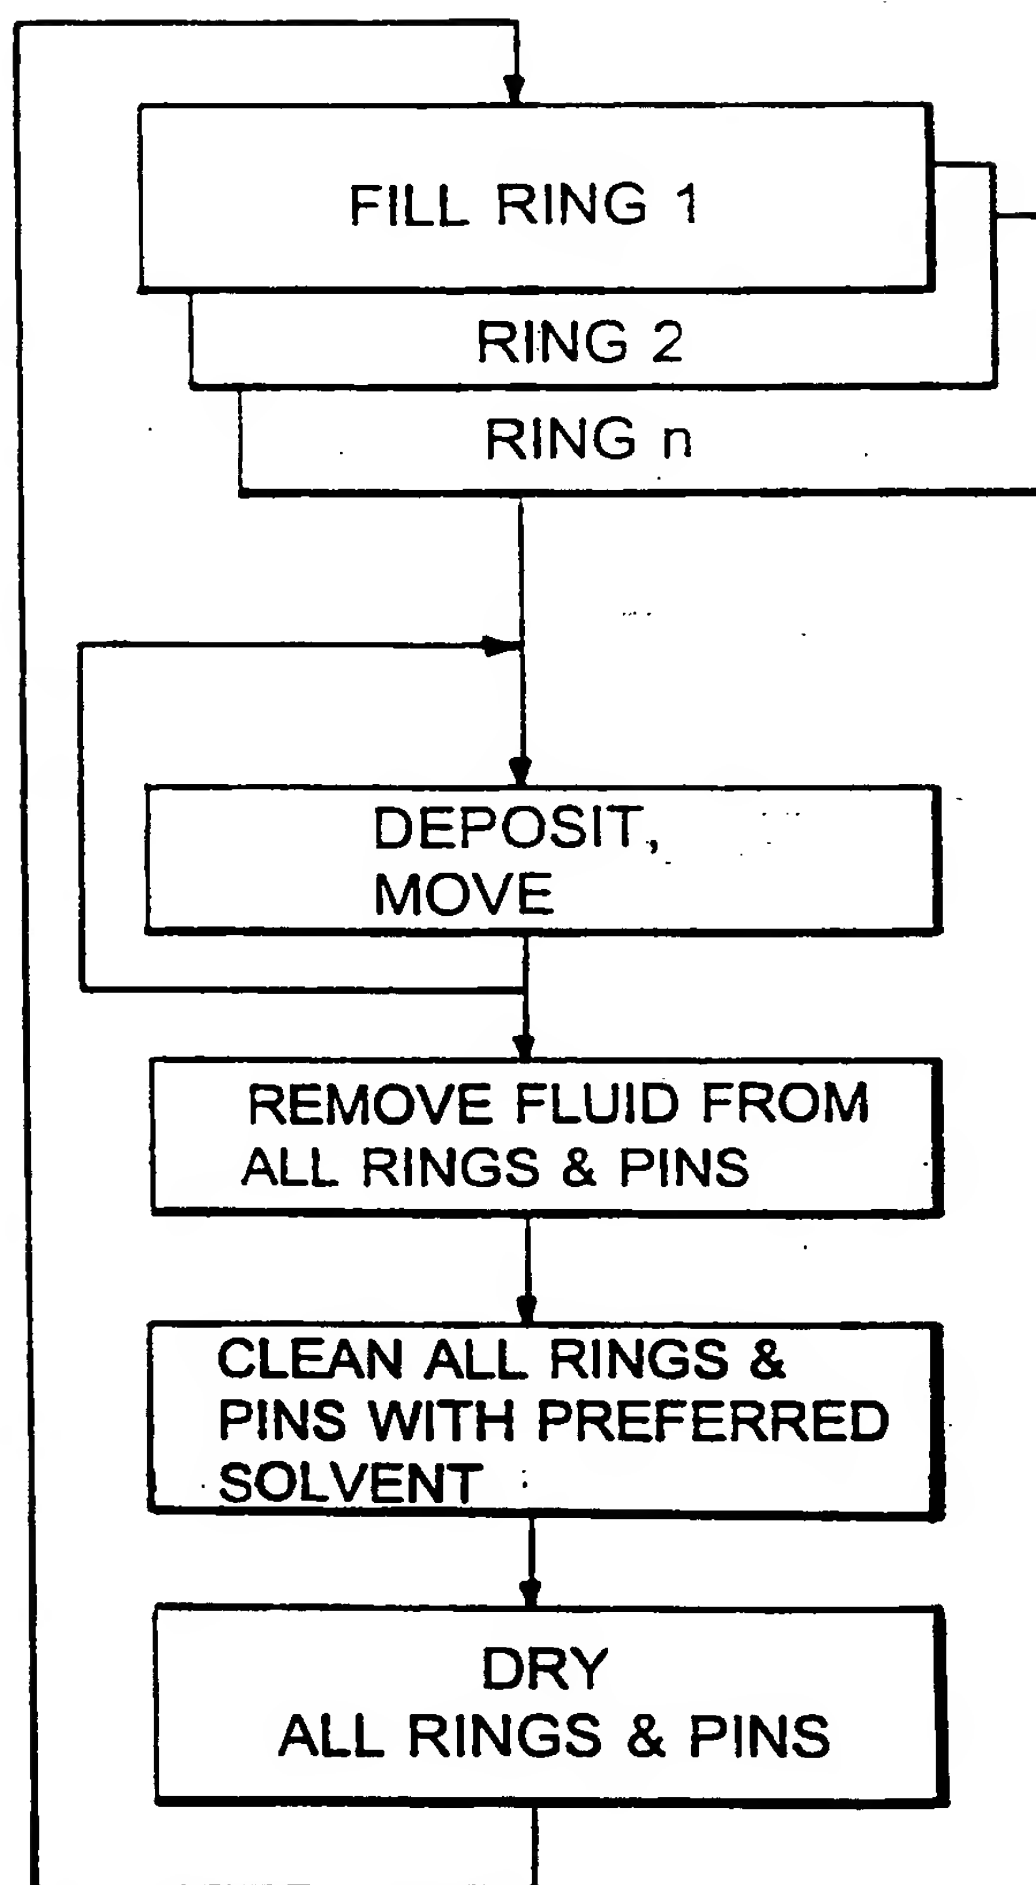 FILL RING 1
RING 2
RING n
DEPOSIT,
MOVE
REMOVE FLUID FROM
ALL RINGS & PINS
CLEAN ALL RINGS &
PINS WITH PREFERRED
SOLVENT
DRY
ALL RINGS & PINS